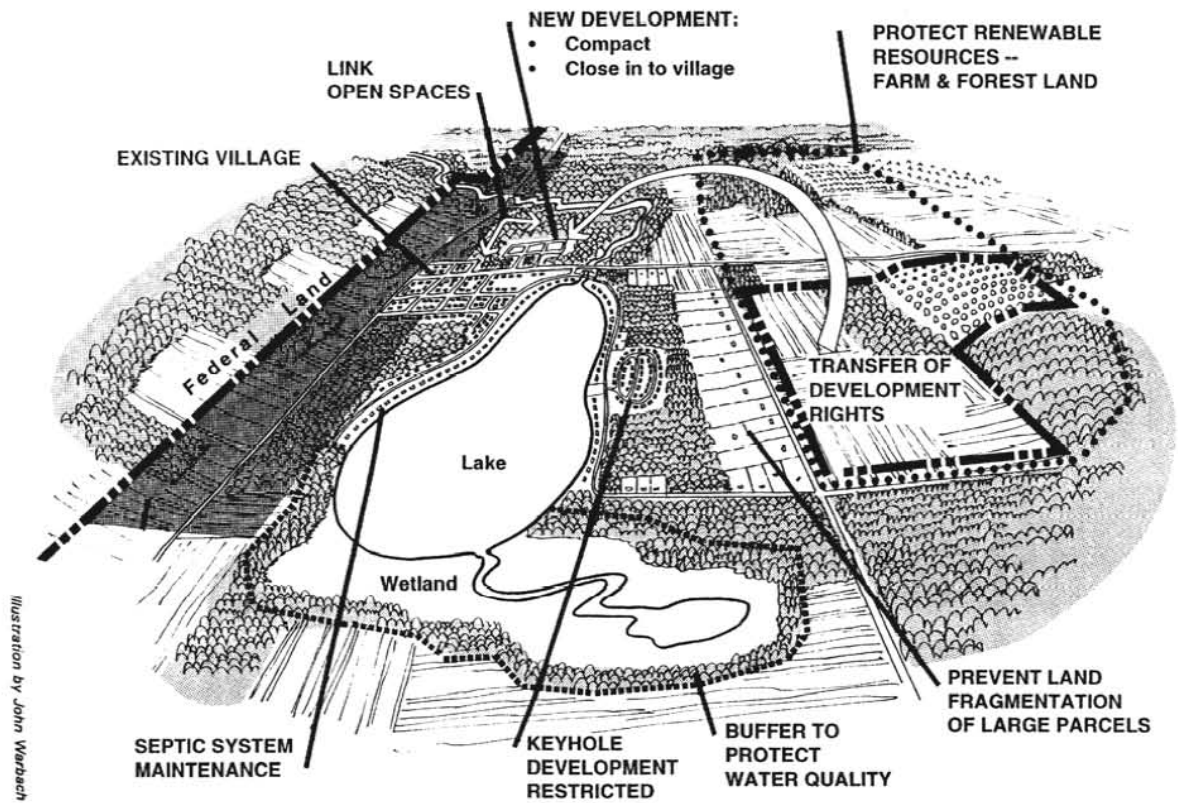 NEW DEVELOPMENT:
• Compact
• Close in to village
PROTECT RENEWABLE
RESOURCES --
FARM & FOREST LAND
LINK
OPEN SPACES
EXISTING VILLAGE
Federal Land
TRANSFER OF
DEVELOPMENT
RIGHTS
Lake
Wetland
SEPTIC SYSTEM
MAINTENANCE
KEYHOLE
DEVELOPMENT
RESTRICTED
BUFFER TO
PROTECT
WATER QUALITY
PREVENT LAND
FRAGMENTATION
OF LARGE PARCELS
Illustration by John Warbach